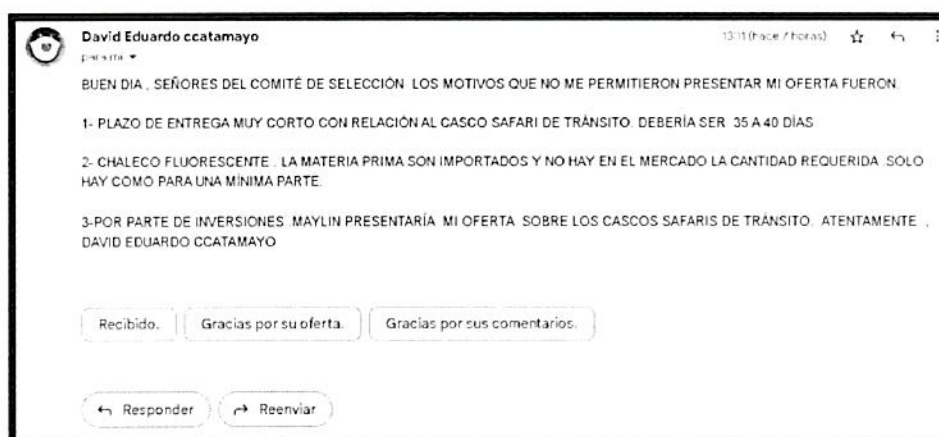 David Eduardo ccatamayo
13:11 (hace 7 horas)
para mí
BUEN DIA , SEÑORES DEL COMITÉ DE SELECCIÓN LOS MOTIVOS QUE NO ME PERMITIERON PRESENTAR MI OFERTA FUERON.
1- PLAZO DE ENTREGA MUY CORTO CON RELACIÓN AL CASCO SAFARI DE TRÁNSITO. DEBERÍA SER 35 A 40 DÍAS
2- CHALECO FLUORESCENTE . LA MATERIA PRIMA SON IMPORTADOS Y NO HAY EN EL MERCADO LA CANTIDAD REQUERIDA SOLO
HAY COMO PARA UNA MÍNIMA PARTE.
3-POR PARTE DE INVERSIONES MAYLIN PRESENTARÍA MI OFERTA SOBRE LOS CASCOS SAFARIS DE TRÁNSITO. ATENTAMENTE ,
DAVID EDUARDO CCATAMAYO
Recibido. Gracias por su oferta. Gracias por sus comentarios.
Responder Reenviar